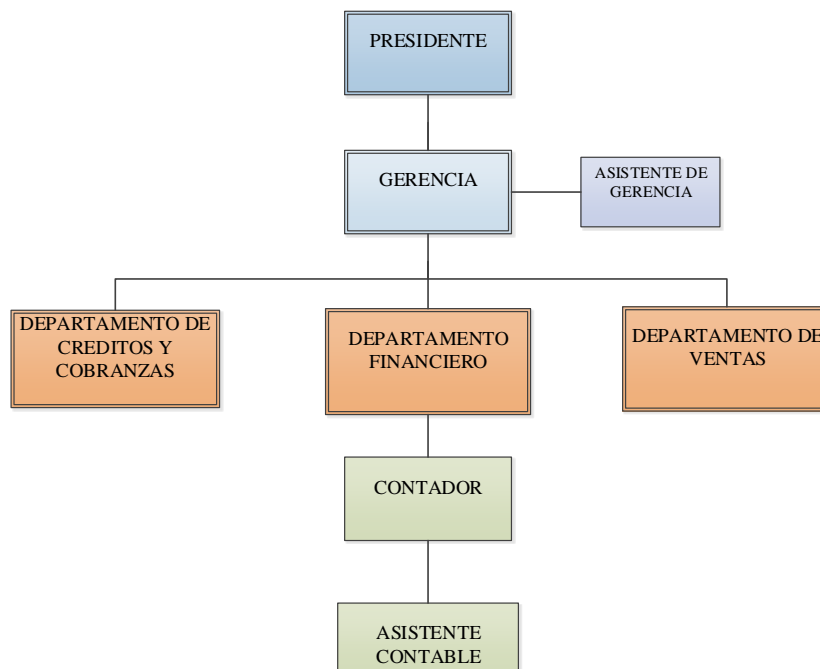 PRESIDENTE
GERENCIA
ASISTENTE DE
GERENCIA
DEPARTAMENTO DE
CREDITOS Y
COBRANZAS
DEPARTAMENTO
FINANCIERO
DEPARTAMENTO DE
VENTAS
CONTADOR
ASISTENTE
CONTABLE